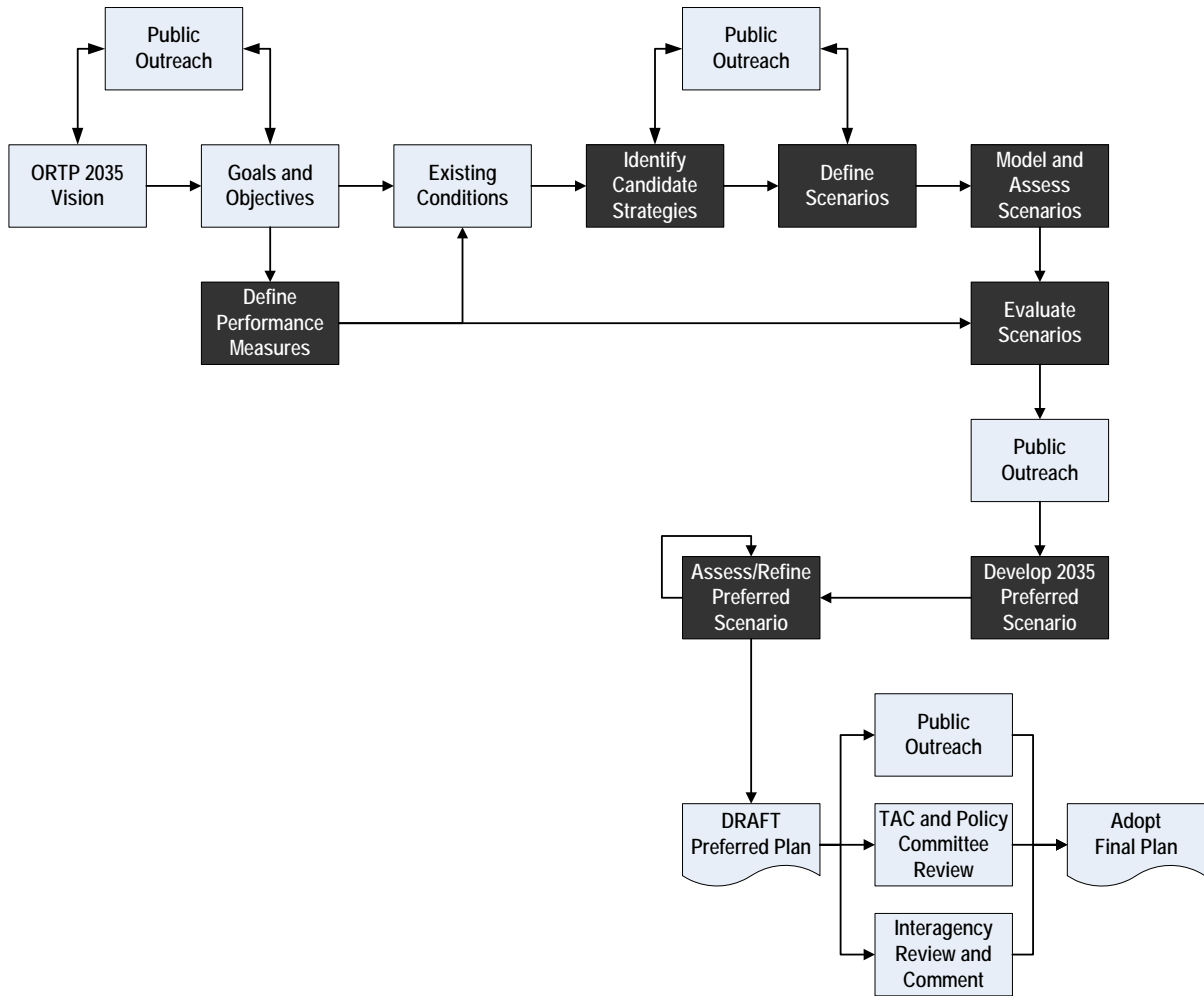 Public
Outreach
Public
Outreach
ORTP 2035
Vision
Goals and
Objectives
Existing
Conditions
Identify
Candidate
Strategies
Define
Scenarios
Model and
Assess
Scenarios
Define
Performance
Measures
Evaluate
Scenarios
Public
Outreach
Assess/Refine
Preferred
Scenario
Develop 2035
Preferred
Scenario
Public
Outreach
DRAFT
Preferred Plan
TAC and Policy
Committee
Review
Adopt
Final Plan
Interagency
Review and
Comment